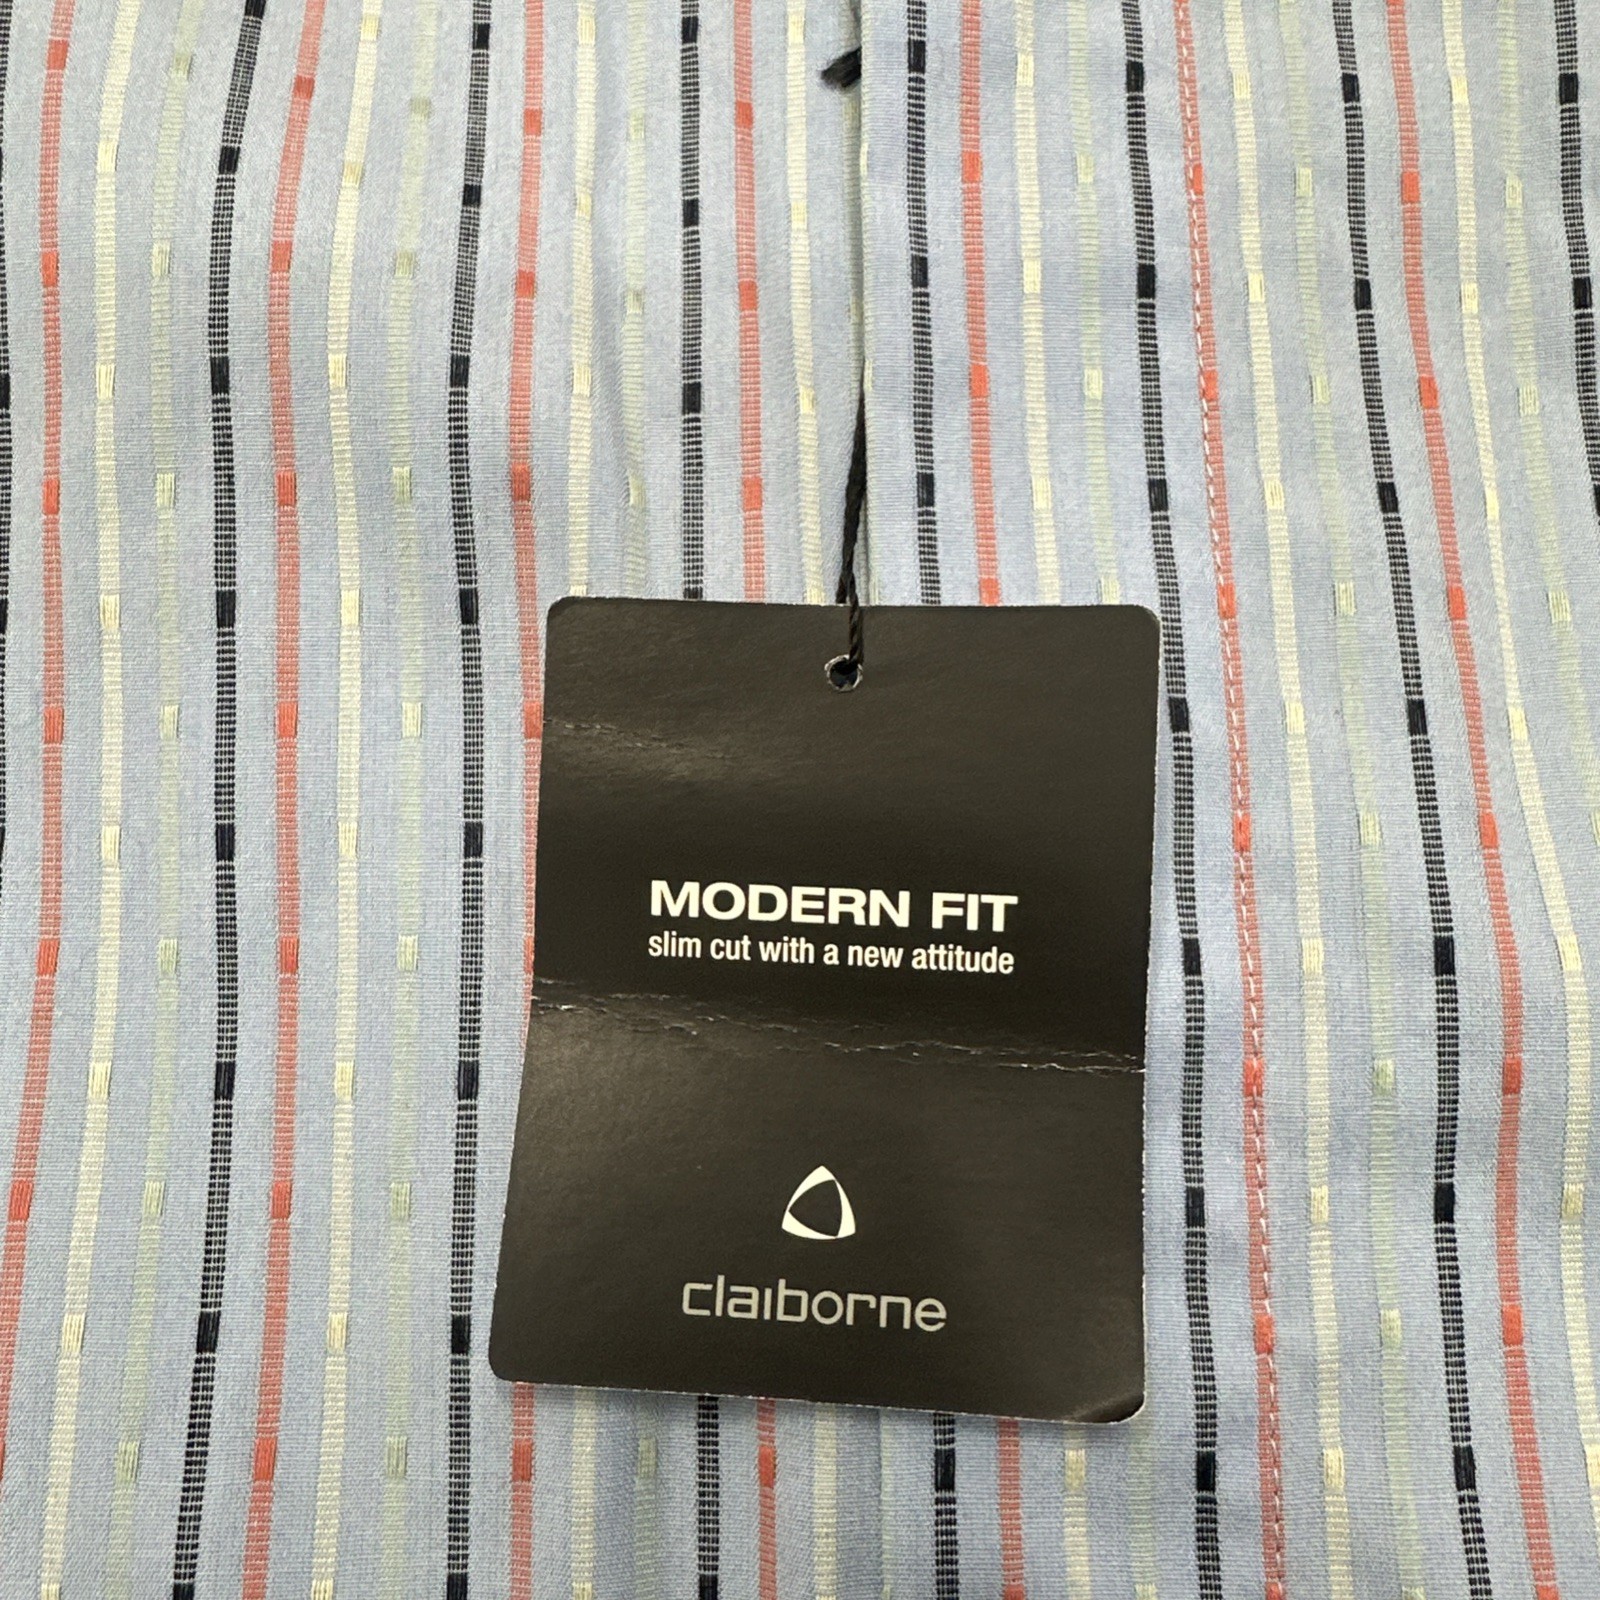 MODERN FIT
slim cut with a new attitude
claiborne